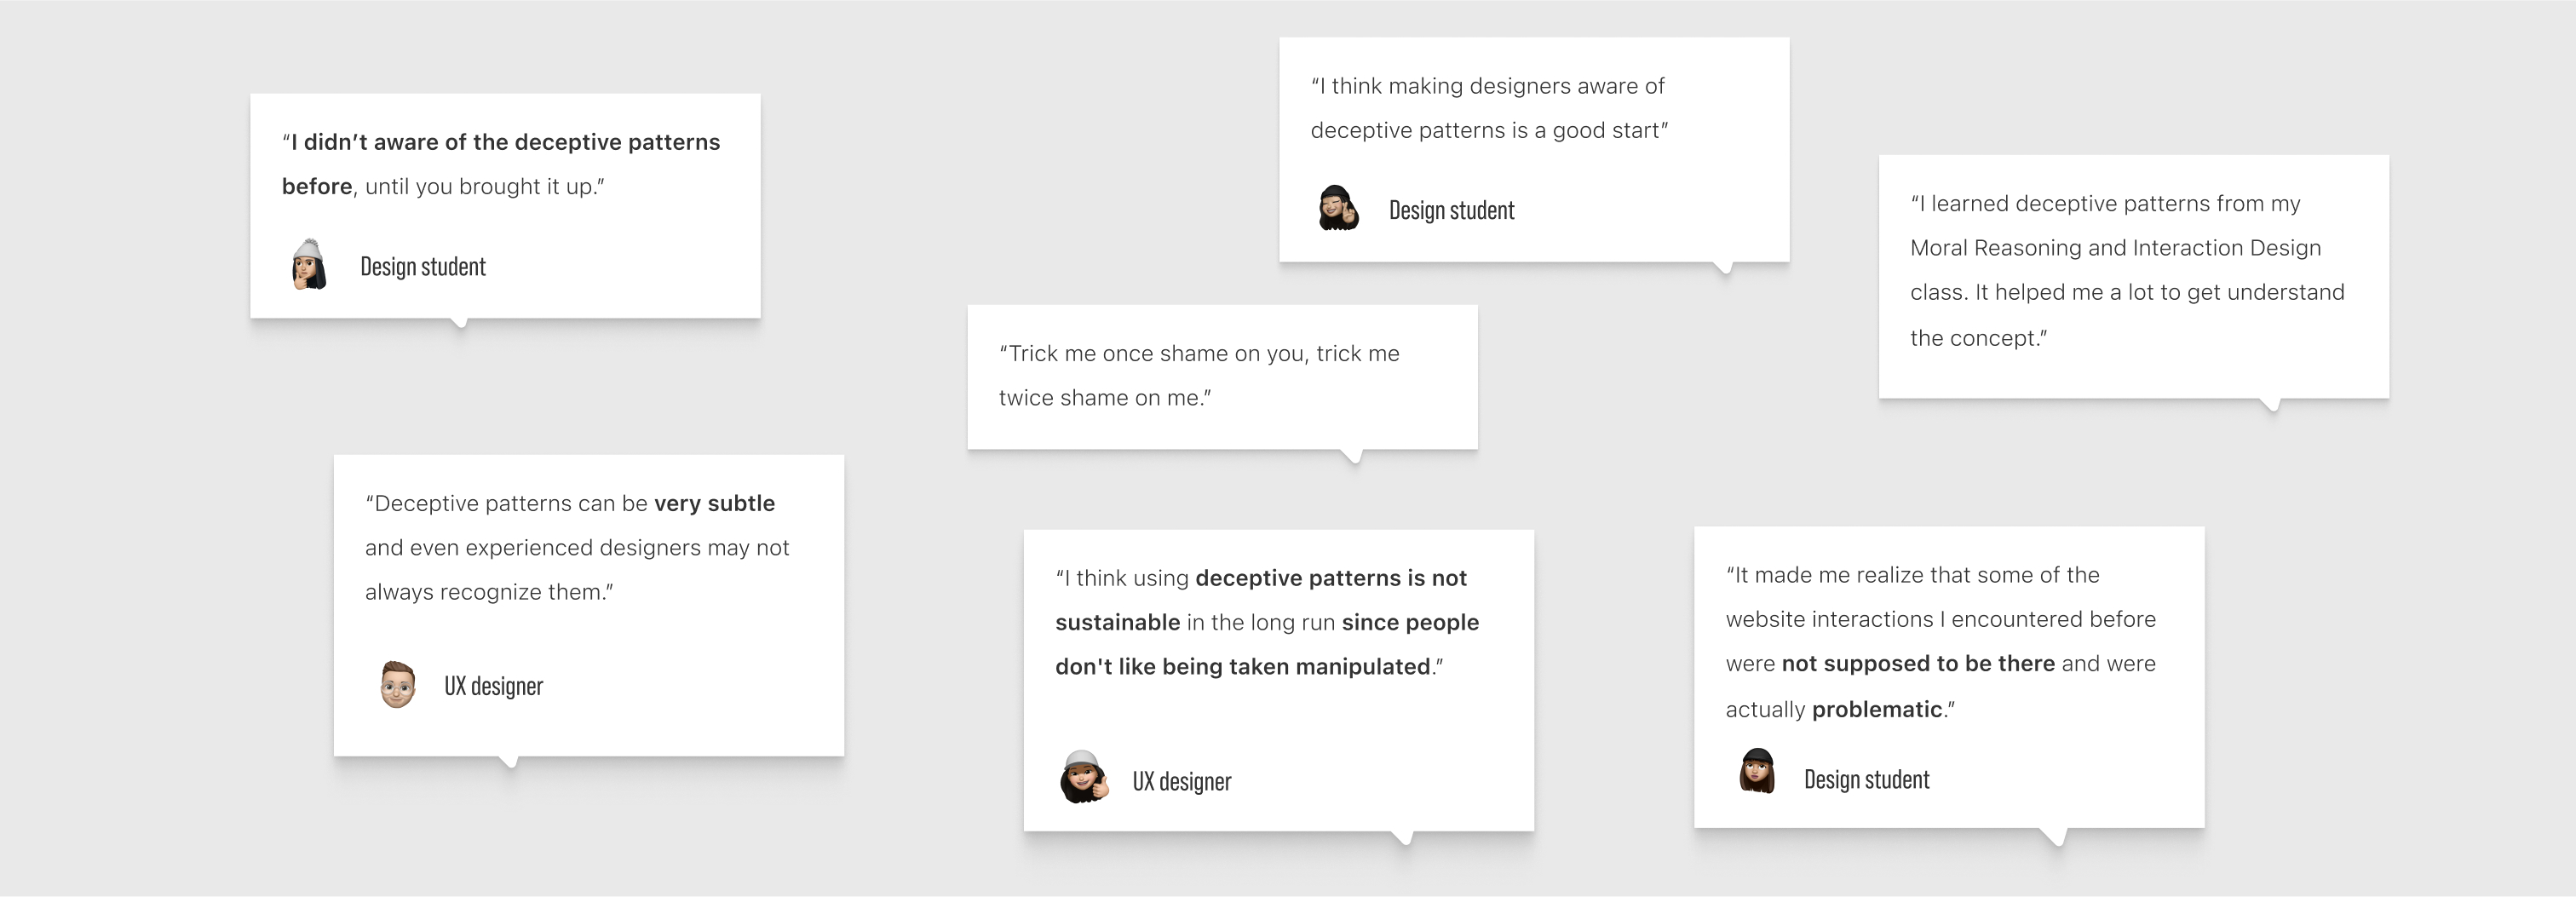 “I didn’t aware of the deceptive patterns
before, until you brought it up.”
Design student
“I think making designers aware of
deceptive patterns is a good start”
Design student
“I learned deceptive patterns from my
Moral Reasoning and Interaction Design
class. It helped me a lot to get understand
the concept.”
“Trick me once shame on you, trick me
twice shame on me.”
“Deceptive patterns can be very subtle
and even experienced designers may not
always recognize them.”
UX designer
“I think using deceptive patterns is not
sustainable in the long run since people
don't like being taken manipulated.”
UX designer
“It made me realize that some of the
website interactions I encountered before
were not supposed to be there and were
actually problematic.”
Design student